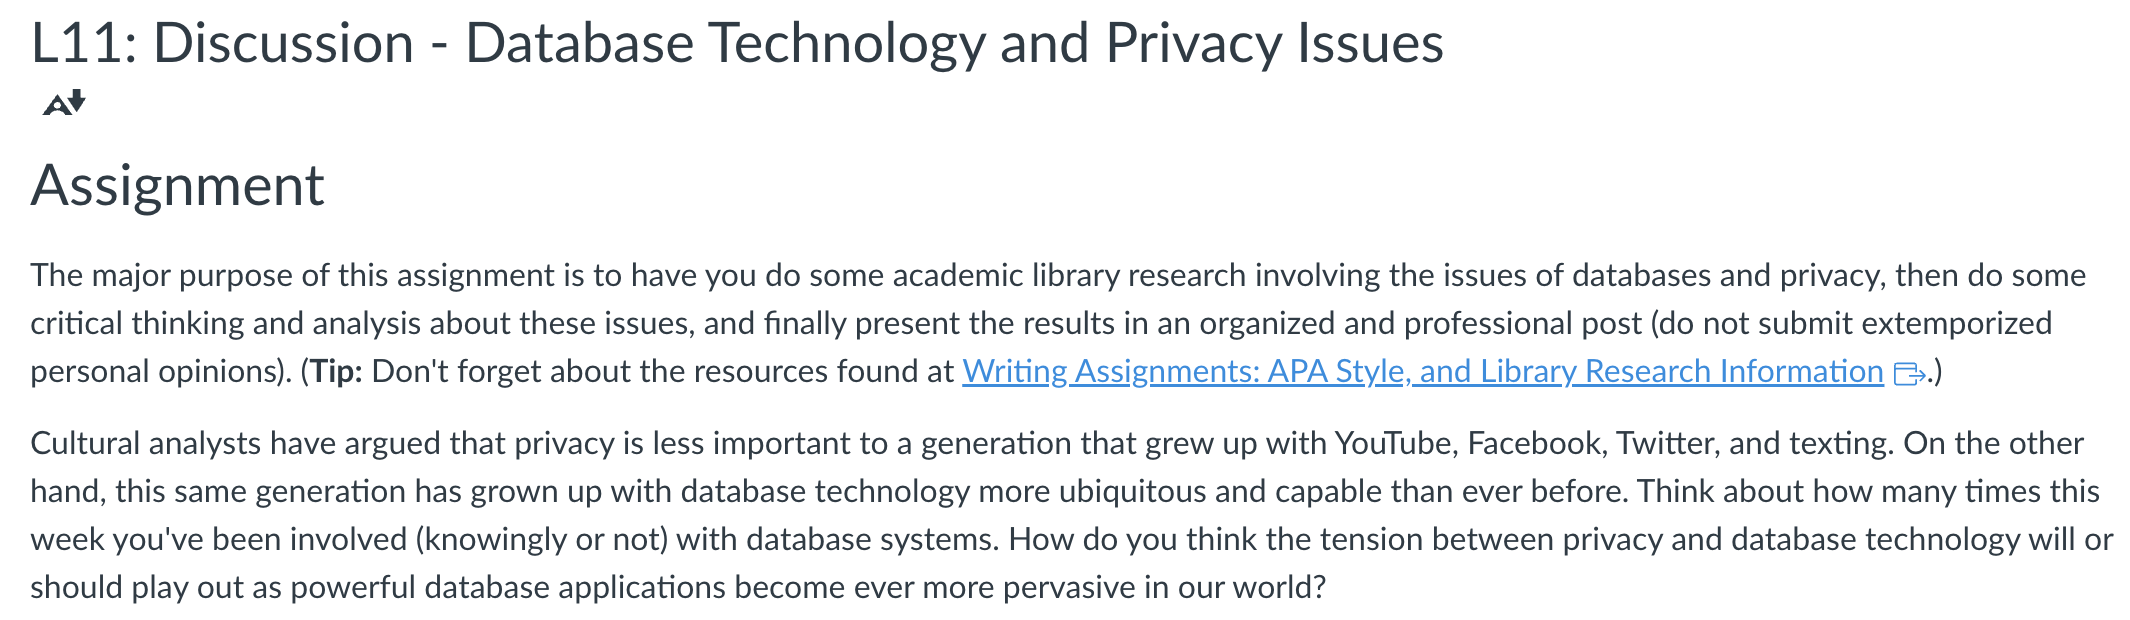 L11: Discussion - Database Technology and Privacy Issues
Assignment
The major purpose of this assignment is to have you do some academic library research involving the issues of databases and privacy, then do some
critical thinking and analysis about these issues, and finally present the results in an organized and professional post (do not submit extemporized
personal opinions). (Tip: Don't forget about the resources found at Writing Assignments: APA Style, and Library Research Information .)
Cultural analysts have argued that privacy is less important to a generation that grew up with YouTube, Facebook, Twitter, and texting. On the other
hand, this same generation has grown up with database technology more ubiquitous and capable than ever before. Think about how many times this
week you've been involved (knowingly or not) with database systems. How do you think the tension between privacy and database technology will or
should play out as powerful database applications become ever more pervasive in our world?